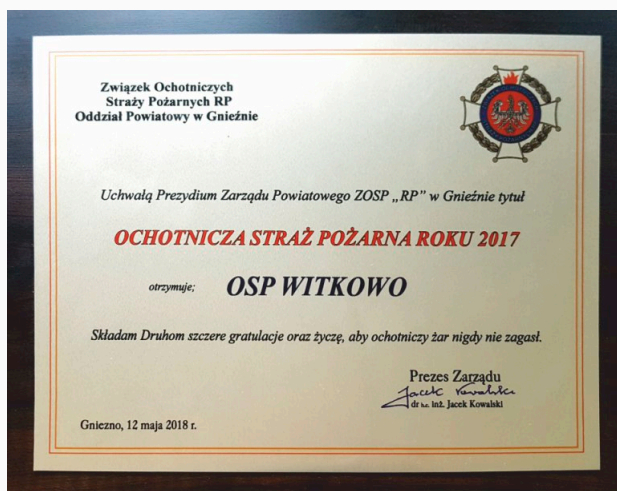 Związek Ochotniczych
Straży Pożarnych RP
Oddział Powiatowy w Gnieźnie
Uchwałą Prezydium Zarządu Powiatowego ZOSP „RP” w Gnieźnie tytuł
OCHOTNICZA STRAŻ POŻARNA ROKU 2017
otrzymuje; OSP WITKOWO
Składam Druhom szczere gratulacje oraz życzę, aby ochotniczy żar nigdy nie zagasł.
Prezes Zarządu
Jacek Kowalski
dr h.c. inż. Jacek Kowalski
Gniezno, 12 maja 2018 r.